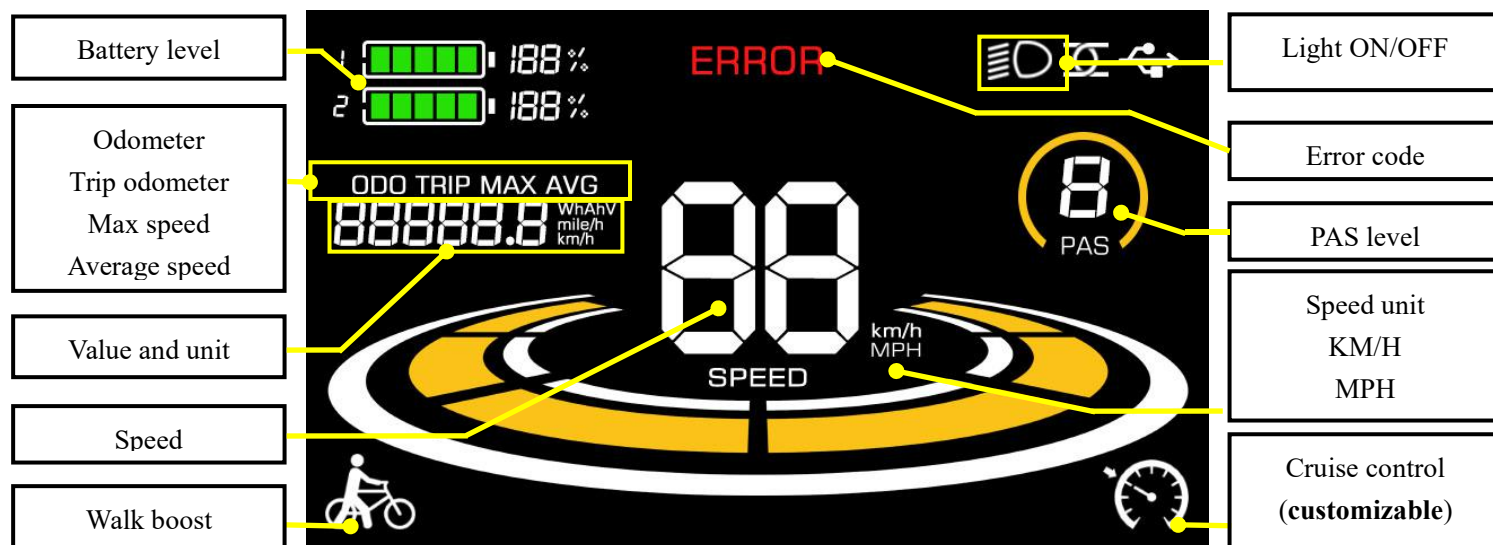 Battery level
Odometer
Trip odometer
Max speed
Average speed
Value and unit
Speed
Walk boost
1 188 %
2 188 %
ERROR
ODO TRIP MAX AVG
88888.8 WhAhV
mile/h
km/h
88
km/h
MPH
SPEED
8
PAS
Light ON/OFF
Error code
PAS level
Speed unit
KM/H
MPH
Cruise control
(customizable)